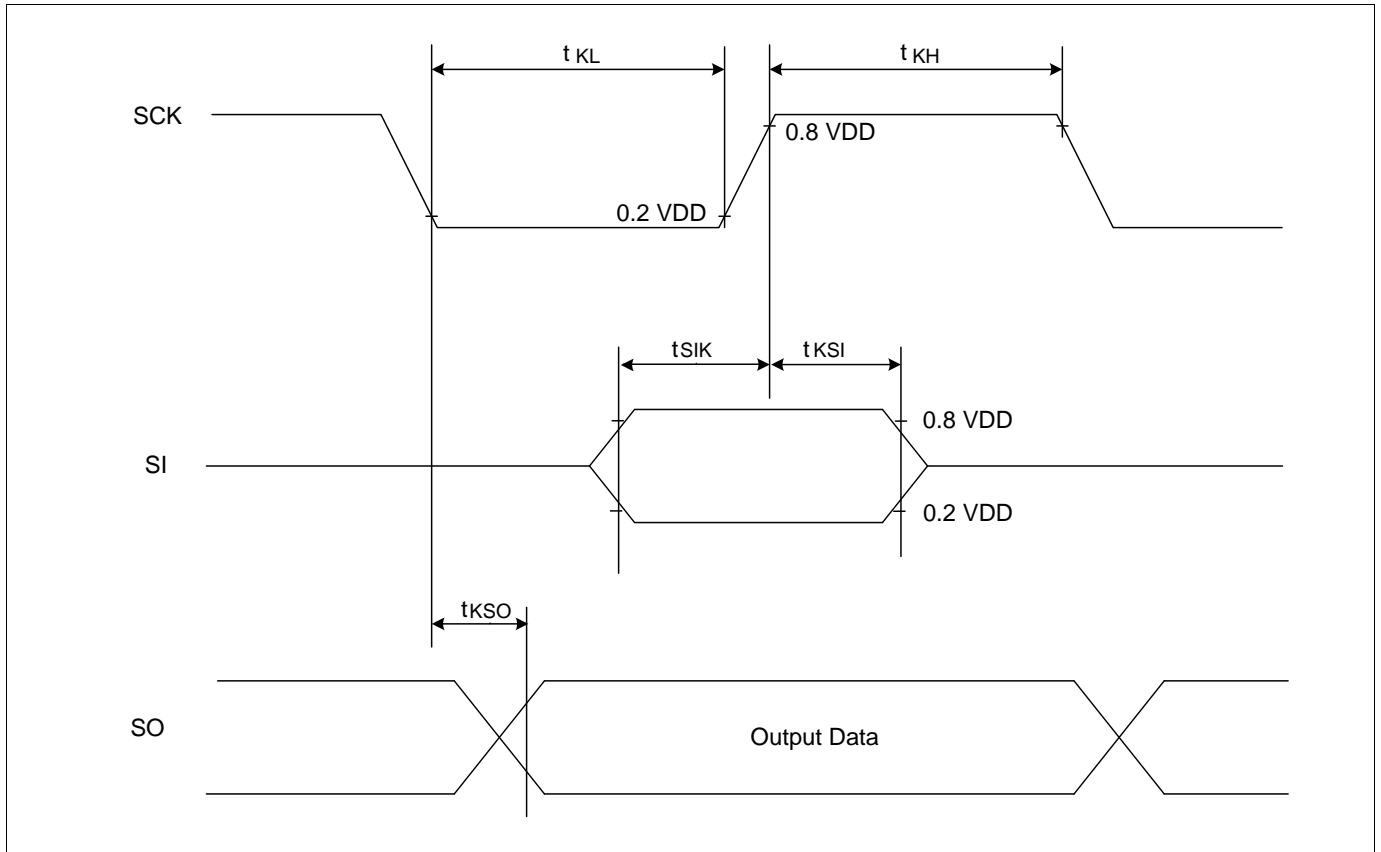 t KL
t KH
SCK
0.8 VDD
0.2 VDD
tSIK
tKSI
0.8 VDD
SI
0.2 VDD
tKSO
SO
Output Data